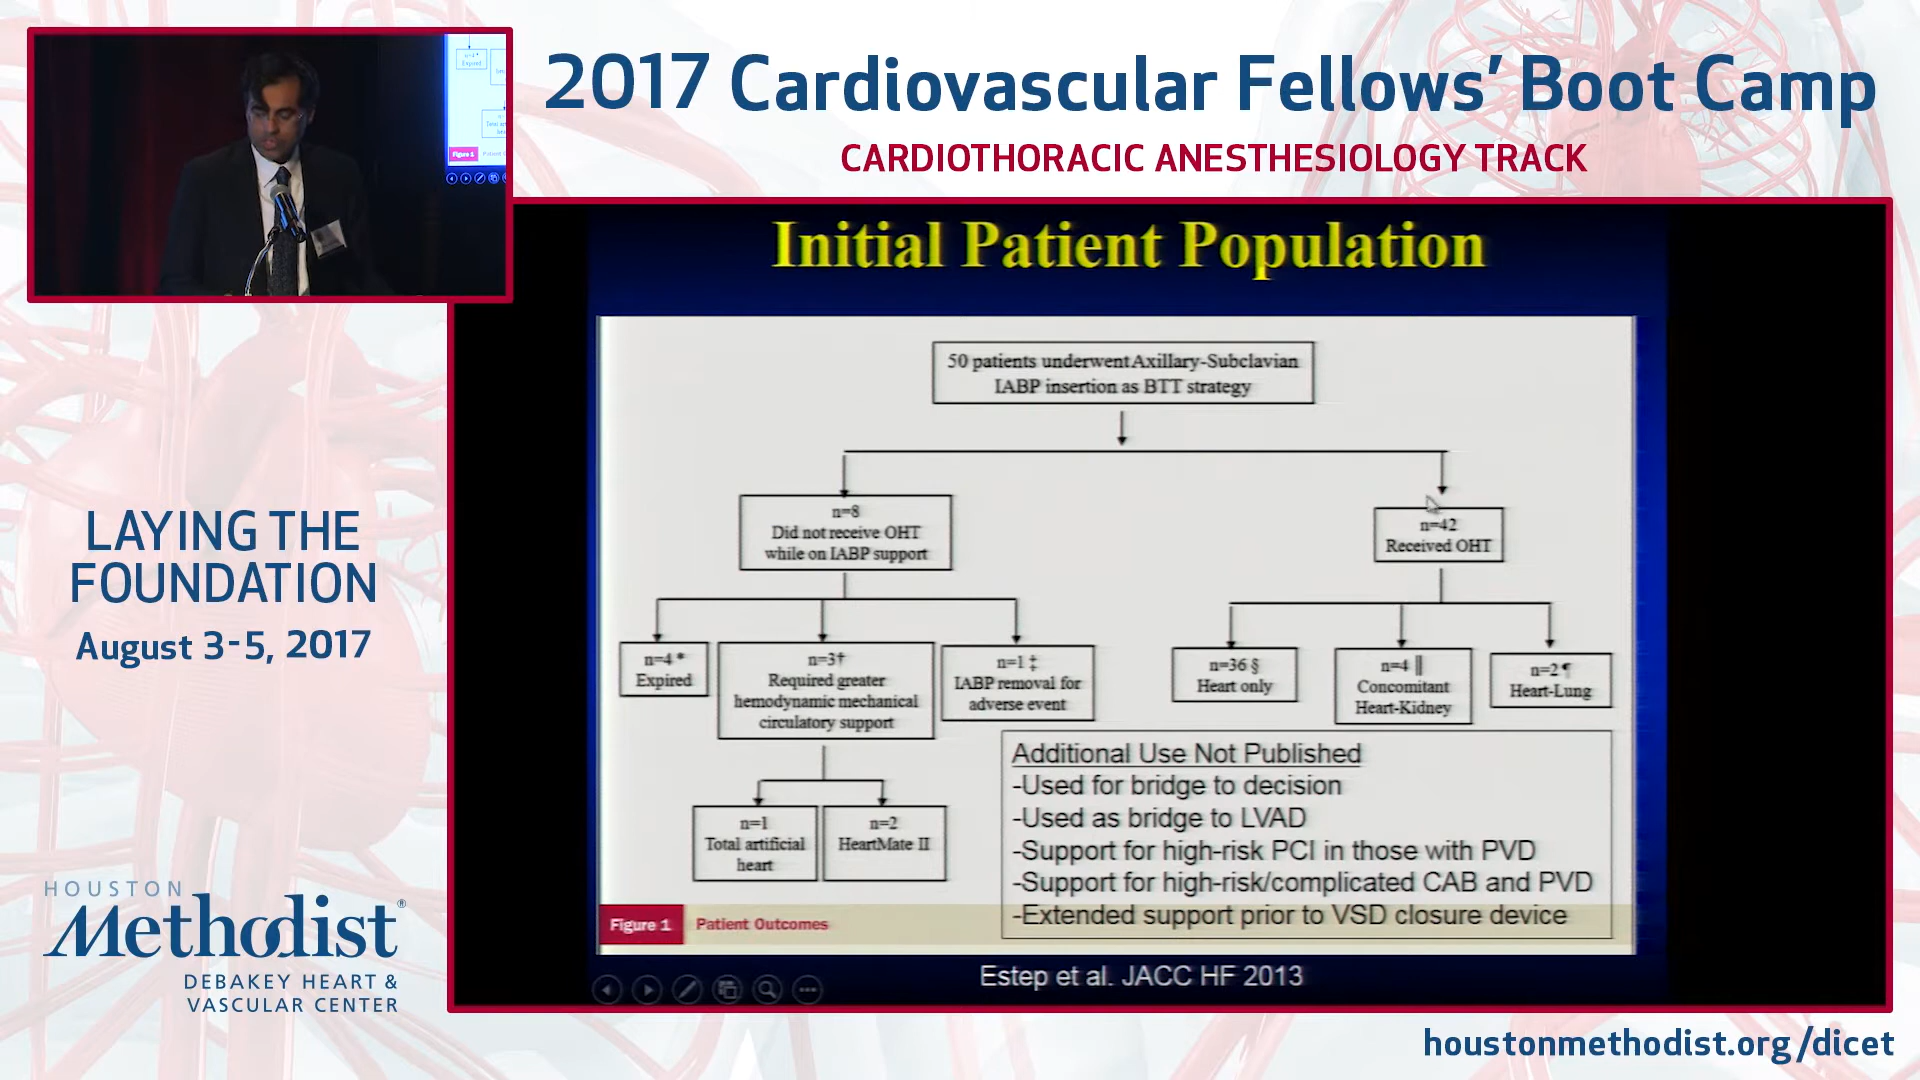 2017 Cardiovascular Fellows’ Boot Camp
CARDIOTHORACIC ANESTHESIOLOGY TRACK
Expired
Figure 1
LAYING THE
FOUNDATION
August 3-5, 2017
HOUSTON
Methodist®
DEBAKEY HEART &
VASCULAR CENTER
Initial Patient Population
50 patients underwent Axillary-Subclavian
IABP insertion as BTT strategy
n=8
Did not receive OHT
while on IABP support
n=42
Received OHT
n=4 *
Expired
n=3†
Required greater
hemodynamic mechanical
circulatory support
n=1 ‡
IABP removal for
adverse event
n=36 §
Heart only
n=4 ‖
Concomitant
Heart-Kidney
n=2 ¶
Heart-Lung
n=1
Total artificial
heart
n=2
HeartMate II
Additional Use Not Published
-Used for bridge to decision
-Used as bridge to LVAD
-Support for high-risk PCI in those with PVD
-Support for high-risk/complicated CAB and PVD
-Extended support prior to VSD closure device
Figure 1 Patient Outcomes
Estep et al. JACC HF 2013
houstonmethodist.org/dicet